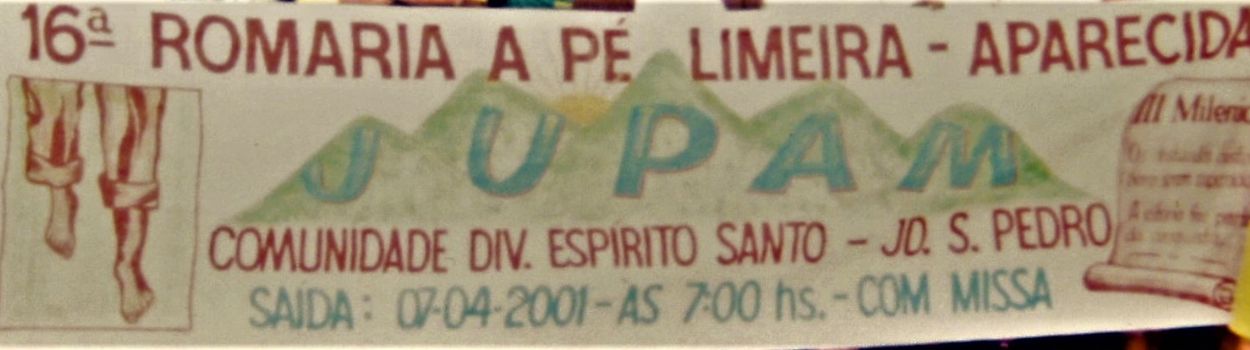 16ª ROMARIA A PÉ LIMEIRA - APARECIDA
JUPAM
COMUNIDADE DIV. ESPIRITO SANTO - JD. S. PEDRO
SAIDA: 07-04-2001 - AS 7:00 hs. - COM MISSA
III Milenio